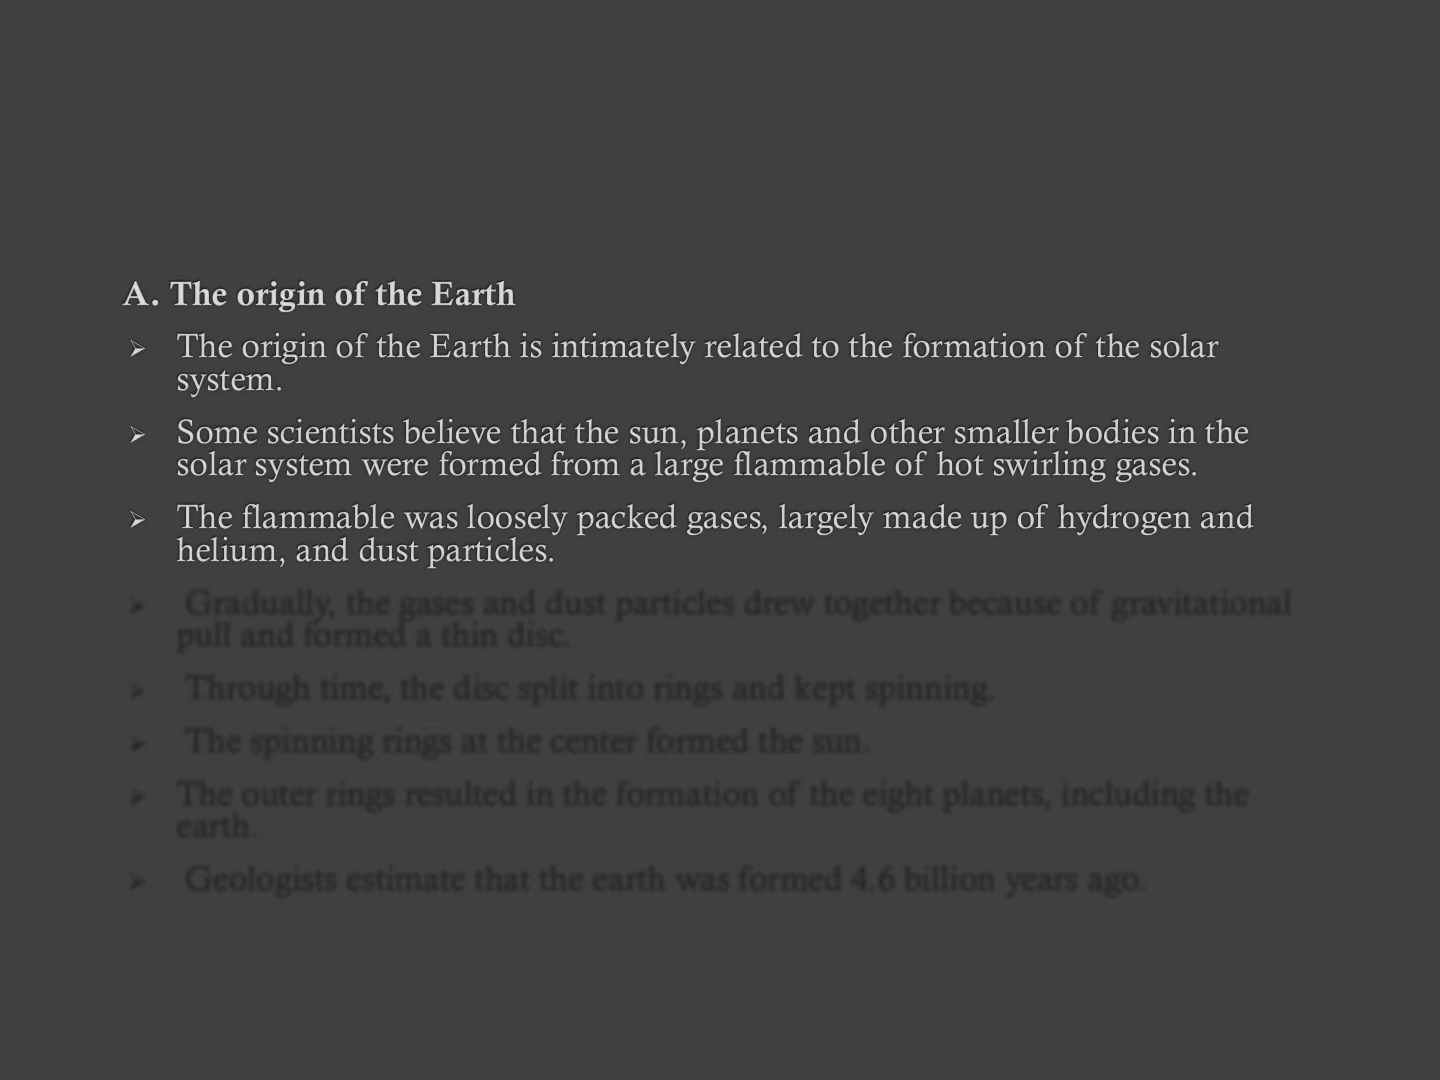 A. The origin of the Earth
➢ The origin of the Earth is intimately related to the formation of the solar
system.
➢ Some scientists believe that the sun, planets and other smaller bodies in the
solar system were formed from a large flammable of hot swirling gases.
➢ The flammable was loosely packed gases, largely made up of hydrogen and
helium, and dust particles.
➢ Gradually, the gases and dust particles drew together because of gravitational
pull and formed a thin disc.
➢ Through time, the disc split into rings and kept spinning.
➢ The spinning rings at the center formed the sun.
➢ The outer rings resulted in the formation of the eight planets, including the
earth.
➢ Geologists estimate that the earth was formed 4.6 billion years ago.